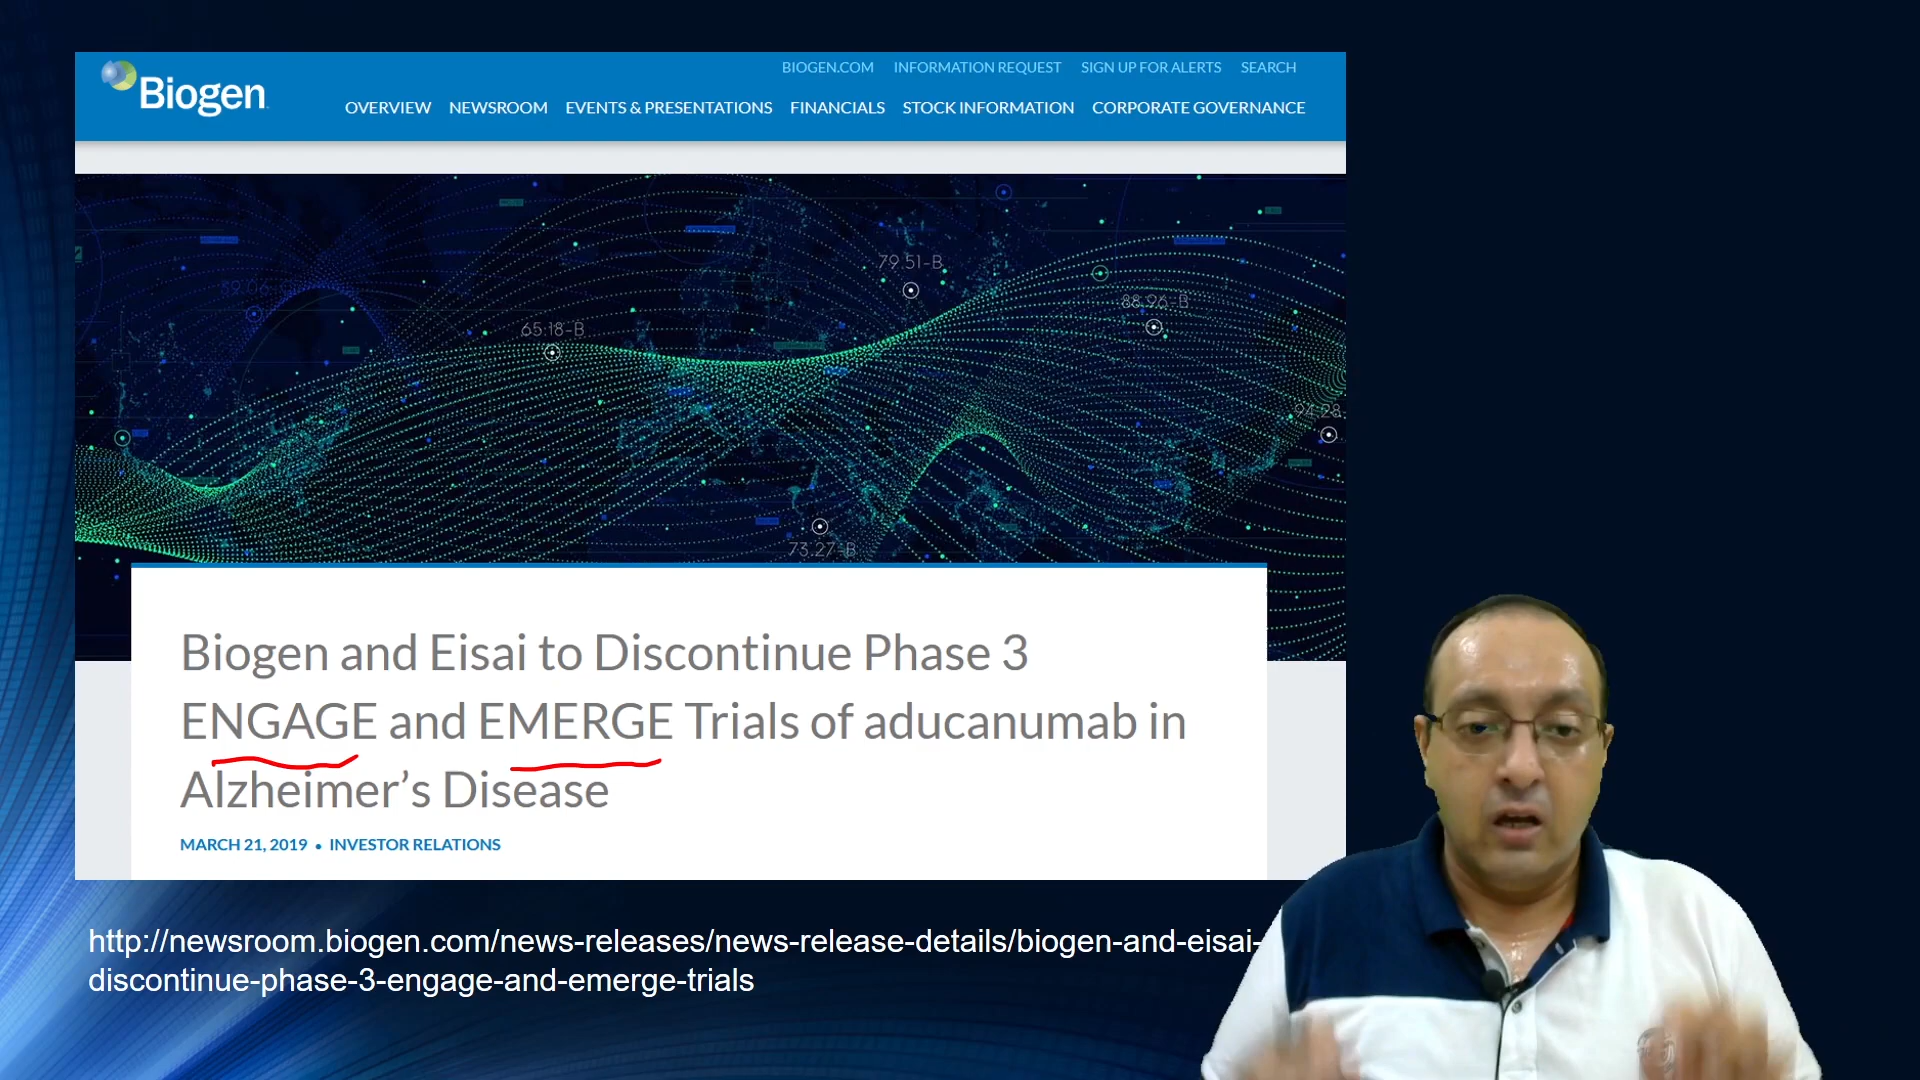 BIOGEN.COM INFORMATION REQUEST SIGN UP FOR ALERTS SEARCH
Biogen
OVERVIEW NEWSROOM EVENTS & PRESENTATIONS FINANCIALS STOCK INFORMATION CORPORATE GOVERNANCE
79.51-B
88.96-B
65.18-B
94.28-
73.27-B
Biogen and Eisai to Discontinue Phase 3
ENGAGE and EMERGE Trials of aducanumab in
Alzheimer’s Disease
MARCH 21, 2019 • INVESTOR RELATIONS
http://newsroom.biogen.com/news-releases/news-release-details/biogen-and-eisai-
discontinue-phase-3-engage-and-emerge-trials